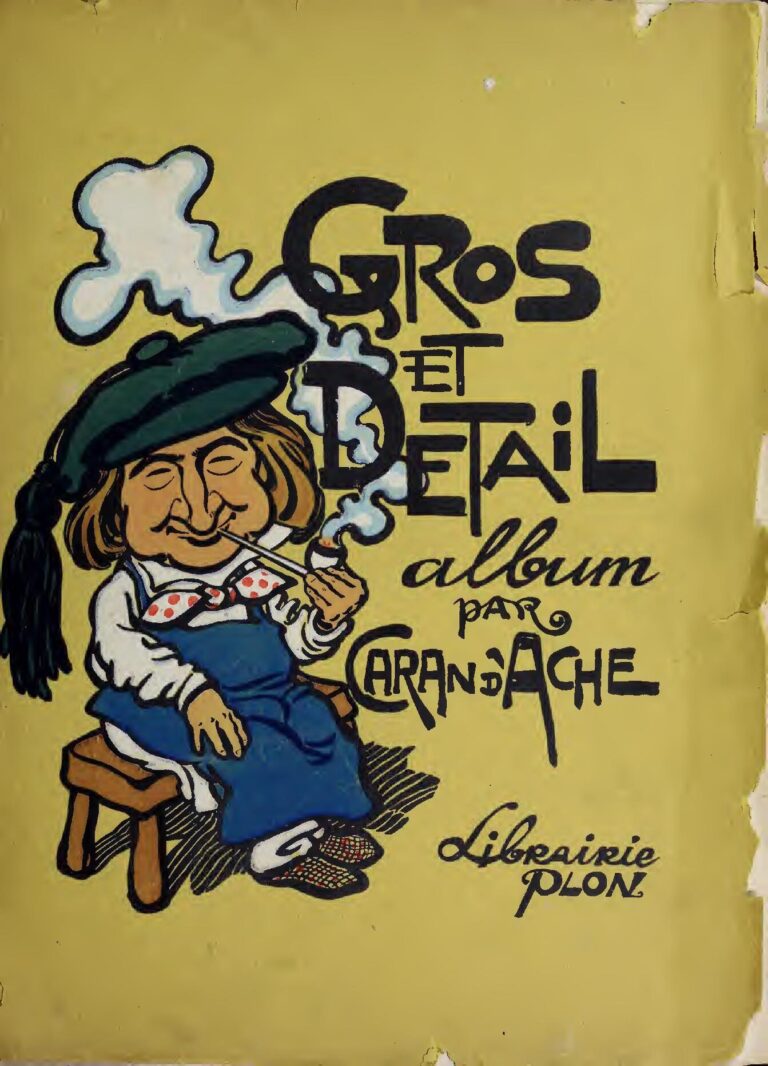 GROS
ET
DETAIL
album
PAR
CARAN D'ACHE
Librairie
PLON